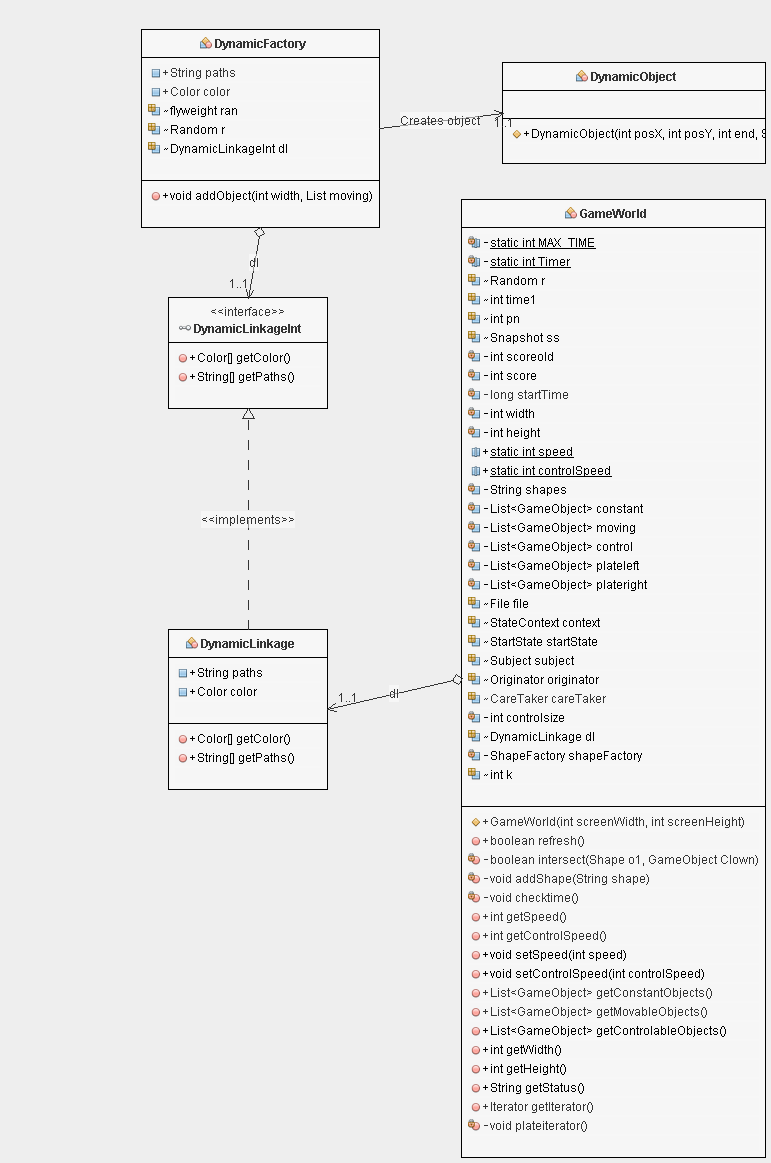 DynamicFactory
+String paths
+Color color
~flyweight ran
~Random r
~DynamicLinkageInt dl
+void addObject(int width, List moving)
Creates object
1..1
DynamicObject
+DynamicObject(int posX, int posY, int end, S
dl
1..1
<<interface>>
DynamicLinkageInt
+Color[] getColor()
+String[] getPaths()
<<implements>>
DynamicLinkage
+String paths
+Color color
+Color[] getColor()
+String[] getPaths()
1..1
dl
GameWorld
-static int MAX_TIME
-static int Timer
~Random r
~int time1
~int pn
~Snapshot ss
-int scoreold
-int score
-long startTime
-int width
-int height
+static int speed
+static int controlSpeed
-String shapes
-List<GameObject> constant
-List<GameObject> moving
-List<GameObject> control
-List<GameObject> plateleft
-List<GameObject> plateright
~File file
~StateContext context
~StartState startState
~Subject subject
~Originator originator
~CareTaker careTaker
-int controlsize
~DynamicLinkage dl
-ShapeFactory shapeFactory
~int k
+GameWorld(int screenWidth, int screenHeight)
+boolean refresh()
-boolean intersect(Shape o1, GameObject Clown)
-void addShape(String shape)
-void checktime()
+int getSpeed()
+int getControlSpeed()
+void setSpeed(int speed)
+void setControlSpeed(int controlSpeed)
+List<GameObject> getConstantObjects()
+List<GameObject> getMovableObjects()
+List<GameObject> getControlableObjects()
+int getWidth()
+int getHeight()
+String getStatus()
+Iterator getIterator()
-void plateiterator()